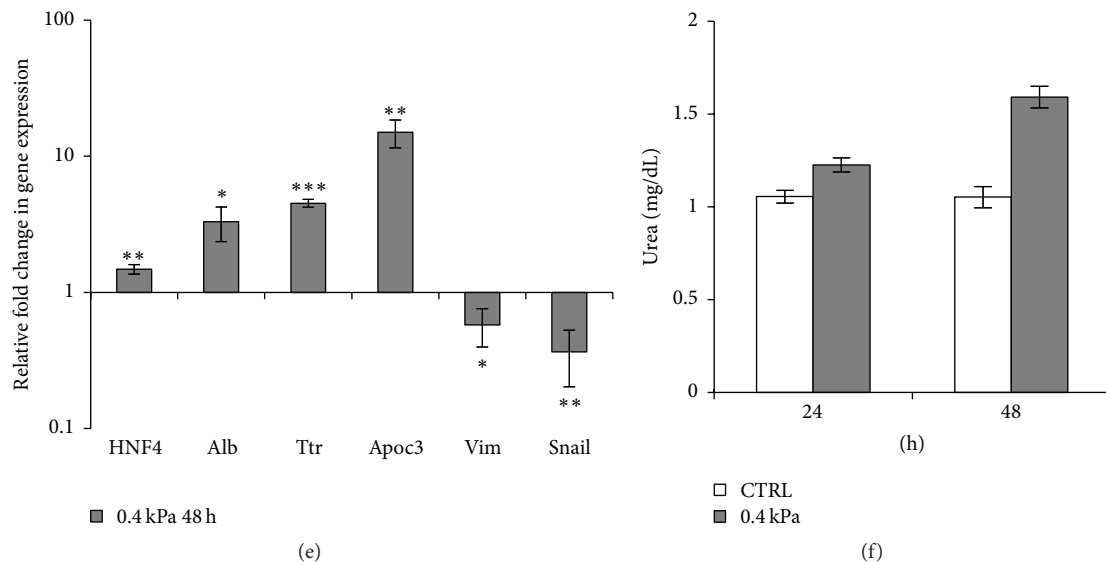 Relative fold change in gene expression
100
10
1
0.1
**
*
***
**
*
**
HNF4 Alb Ttr Apoc3 Vim Snail
0.4 kPa 48 h
(e)
Urea (mg/dL)
2
1.5
1
0.5
0
24 48
(h)
CTRL
0.4 kPa
(f)